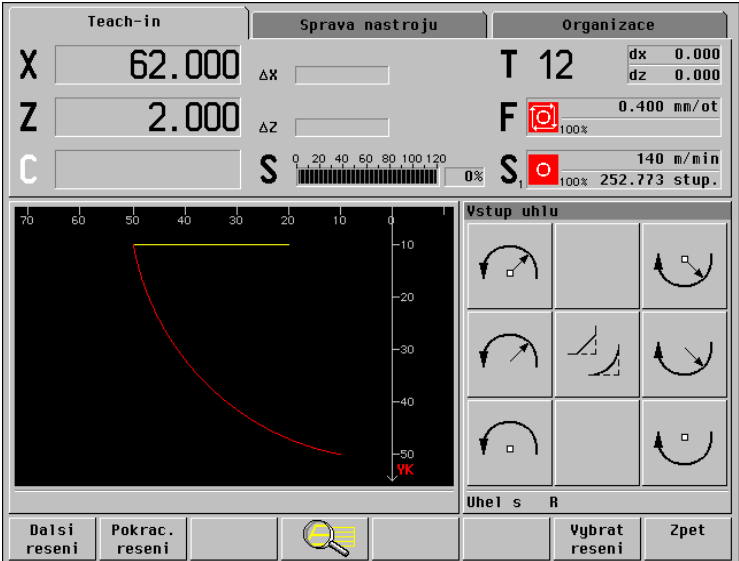 Teach-in
Sprava nastroju
Organizace
X 62.000
ΔX
T 12
dx 0.000
dz 0.000
Z 2.000
ΔZ
F 100% 0.400 mm/ot
C
S 0 20 40 60 80 100 120 0%
S1 100% 140 m/min
252.773 stup.
70 60 50 40 30 20 10 0
10
20
30
40
50
YK
Vstup uhlu
Uhel s R
Dalsi reseni
Pokrac. reseni
Vybrat reseni
Zpet